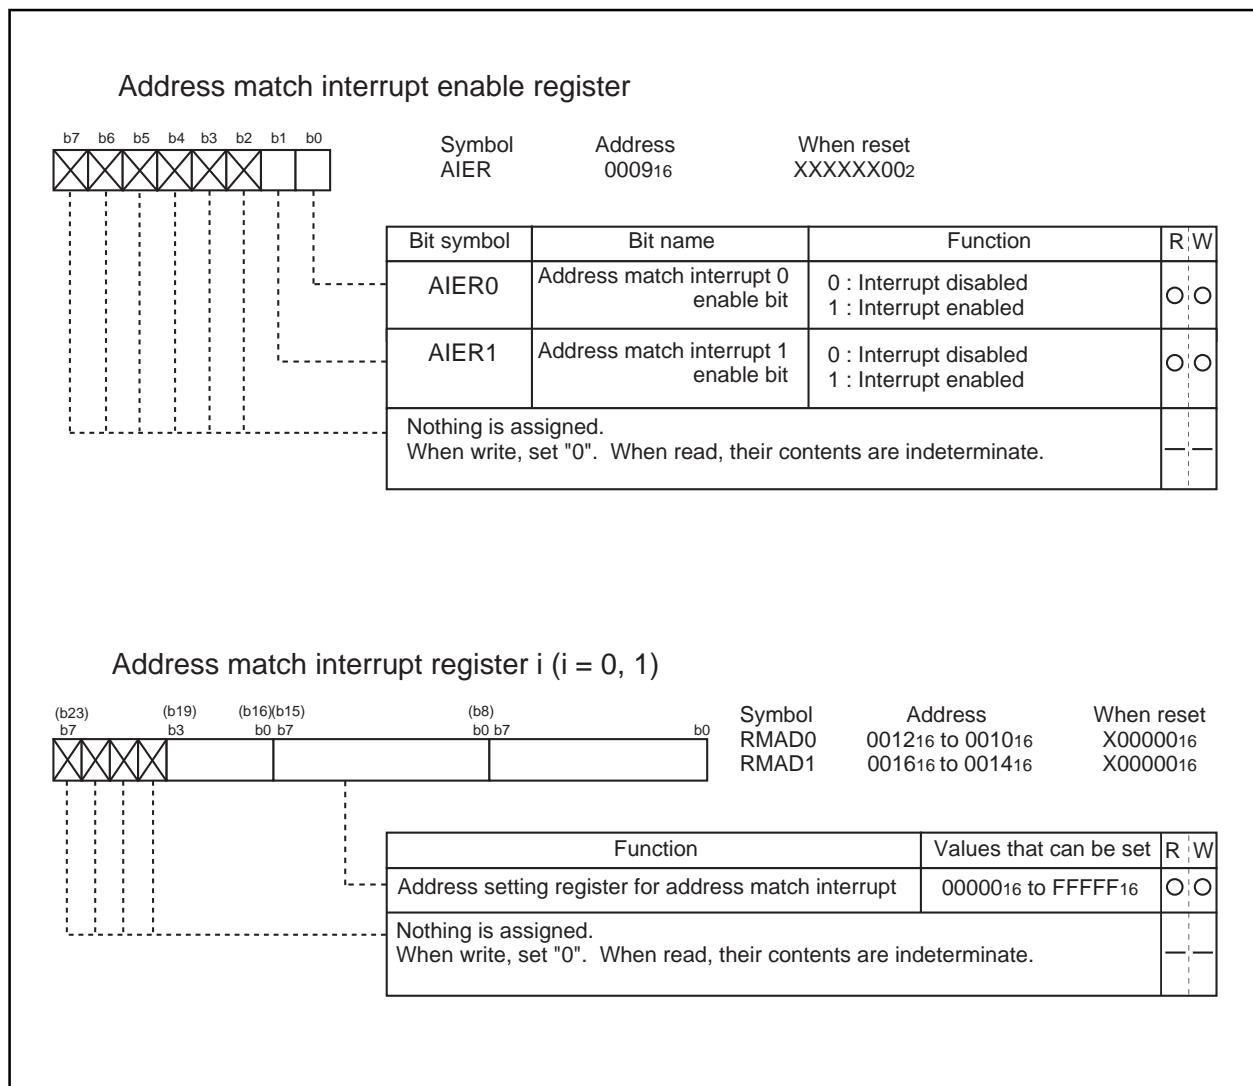 Address match interrupt enable register
b7 b6 b5 b4 b3 b2 b1 b0
Symbol Address When reset
AIER 000916 XXXXXX002
Bit symbol Bit name Function R W
AIER0 Address match interrupt 0 enable bit 0 : Interrupt disabled
1 : Interrupt enabled
AIER1 Address match interrupt 1 enable bit 0 : Interrupt disabled
1 : Interrupt enabled
Nothing is assigned.
When write, set "0". When read, their contents are indeterminate.
Address match interrupt register i (i = 0, 1)
(b23) (b19) (b16)(b15) (b8)
b7 b3 b0 b7 b0 b7 b0
Symbol Address When reset
RMAD0 001216 to 001016 X0000016
RMAD1 001616 to 001416 X0000016
Function Values that can be set R W
Address setting register for address match interrupt 0000016 to FFFFF16
Nothing is assigned.
When write, set "0". When read, their contents are indeterminate.